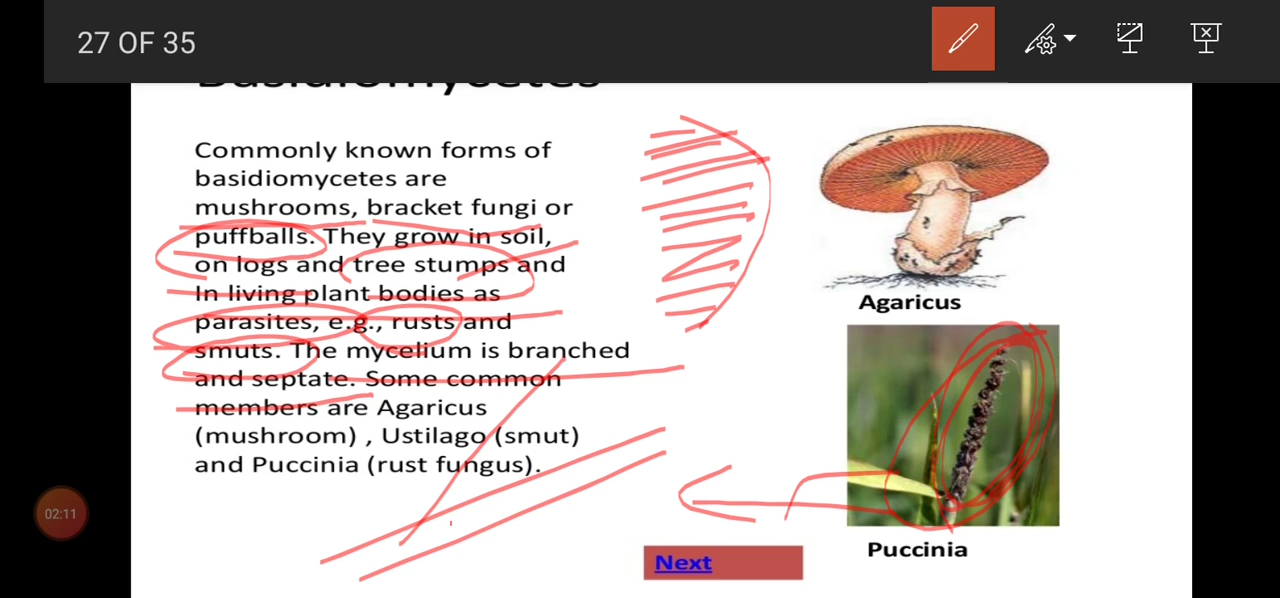 27 OF 35
Basidiomycetes
Commonly known forms of
basidiomycetes are
mushrooms, bracket fungi or
puffballs. They grow in soil,
on logs and tree stumps and
In living plant bodies as
parasites, e.g., rusts and
smuts. The mycelium is branched
and septate. Some common
members are Agaricus
(mushroom) , Ustilago (smut)
and Puccinia (rust fungus).
Agaricus
Puccinia
Next
02:11